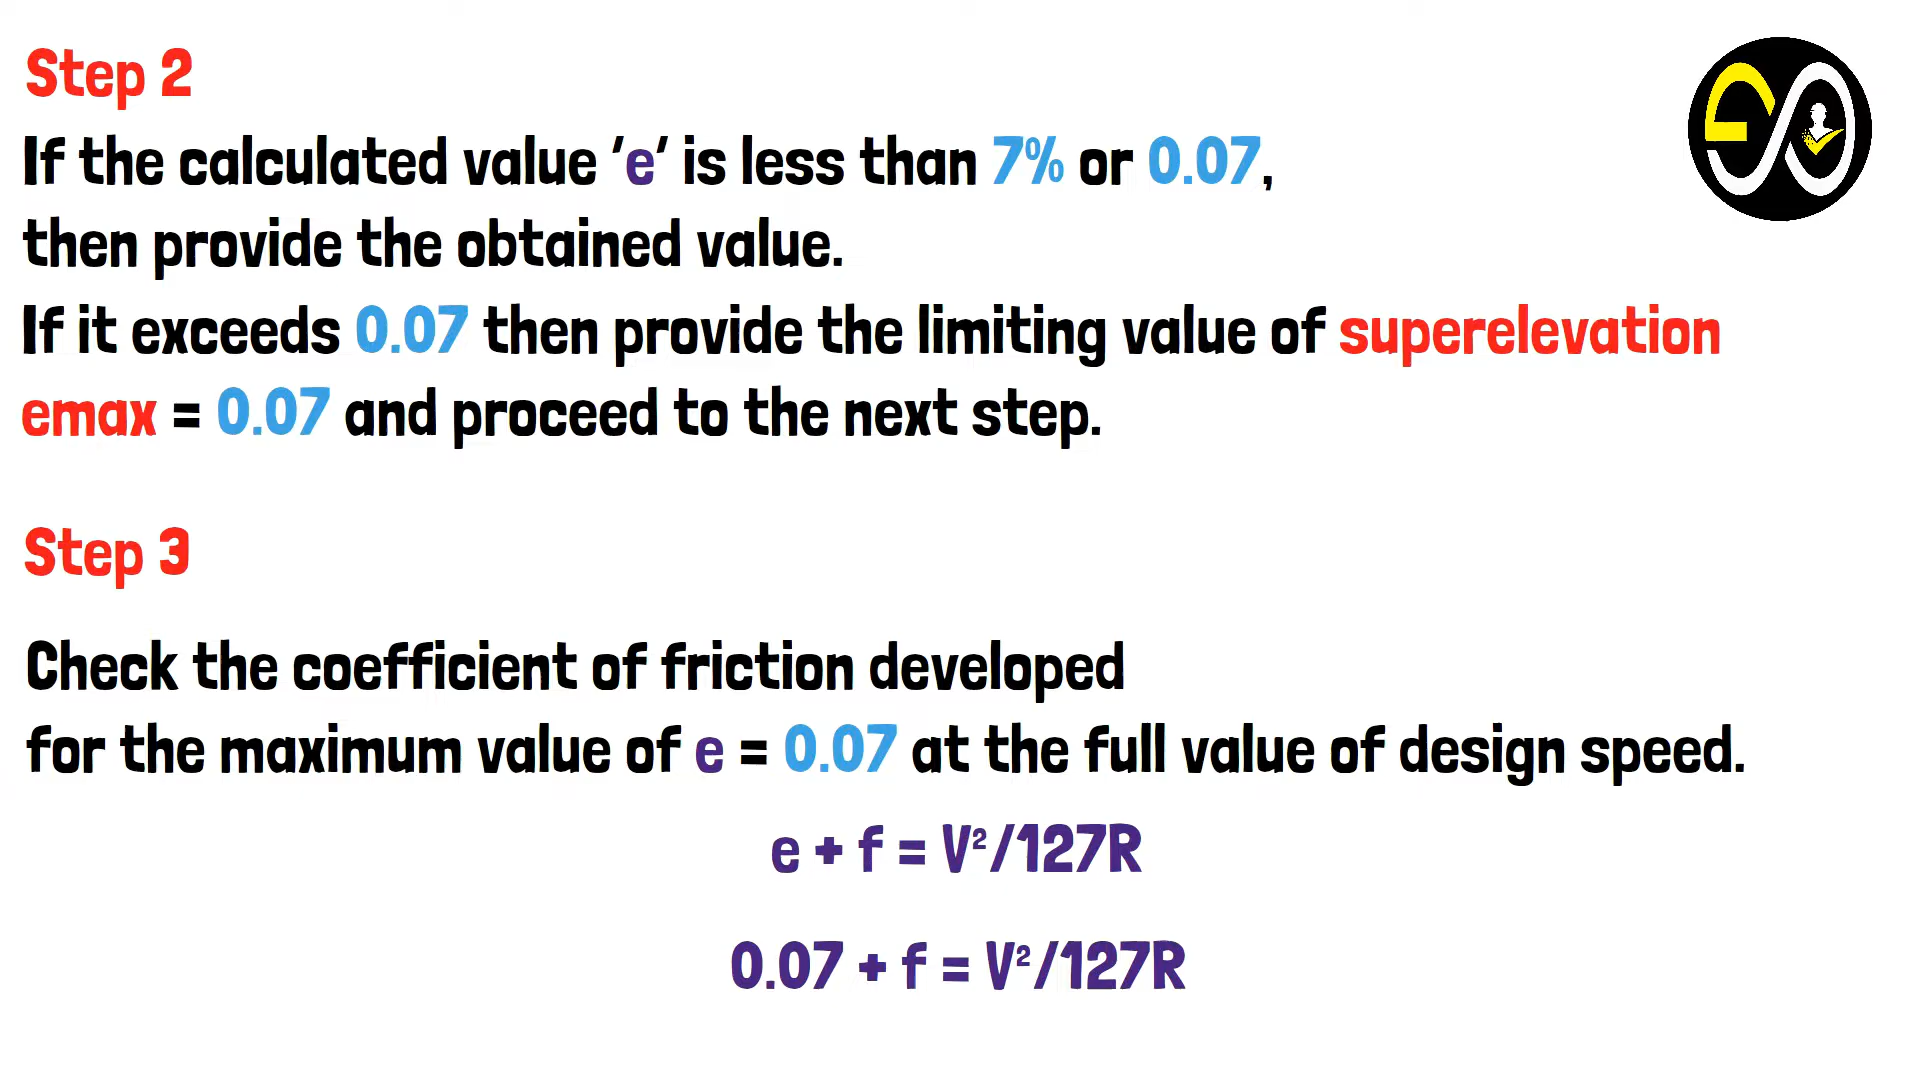 Step 2
If the calculated value 'e' is less than 7% or 0.07,
then provide the obtained value.
If it exceeds 0.07 then provide the limiting value of superelevation
emax = 0.07 and proceed to the next step.
Step 3
Check the coefficient of friction developed
for the maximum value of e = 0.07 at the full value of design speed.
e + f = V²/127R
0.07 + f = V²/127R